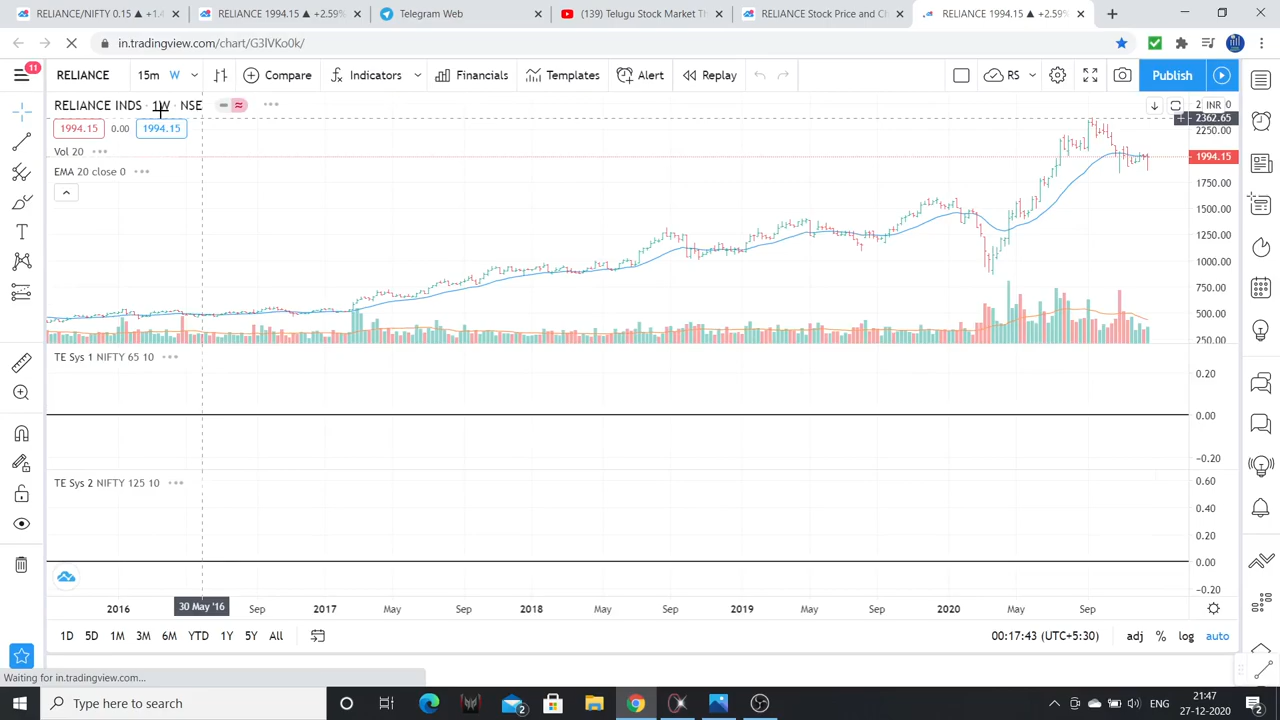 RELIANCE/NIFTY 0.15 ▲ +1.4
RELIANCE 1994.15 ▲ +2.59%
Telegram Web
(139) Telugu Stock Market Th
RELIANCE Stock Price and Ch
RELIANCE 1994.15 ▲ +2.59%
in.tradingview.com/chart/G3lVKo0k/
11
RELIANCE
15m
W
Compare
Indicators
Financials
Templates
Alert
Replay
RS
Publish
RELIANCE INDS · 1W · NSE
1994.15
0.00
1994.15
Vol 20
EMA 20 close 0
INR
2362.65
2250.00
1994.15
1750.00
1500.00
1250.00
1000.00
750.00
500.00
250.00
TE Sys 1 NIFTY 65 10
0.20
0.00
−0.20
TE Sys 2 NIFTY 125 10
0.60
0.40
0.20
0.00
−0.20
2016
30 May '16
Sep
2017
May
Sep
2018
May
Sep
2019
May
Sep
2020
May
Sep
1D
5D
1M
3M
6M
YTD
1Y
5Y
All
00:17:43 (UTC+5:30)
adj
%
log
auto
Waiting for in.tradingview.com...
Type here to search
2
ENG
21:47
27-12-2020
2